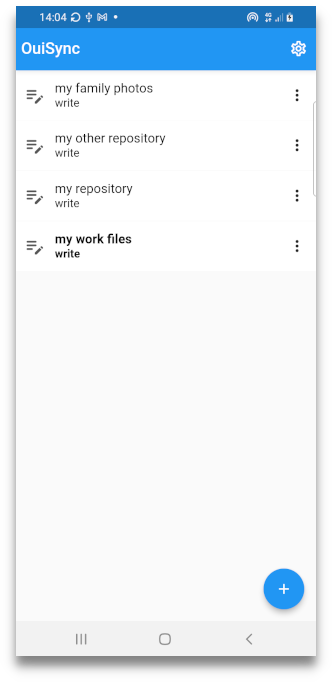 14:04
OuiSync
my family photos
write
my other repository
write
my repository
write
my work files
write